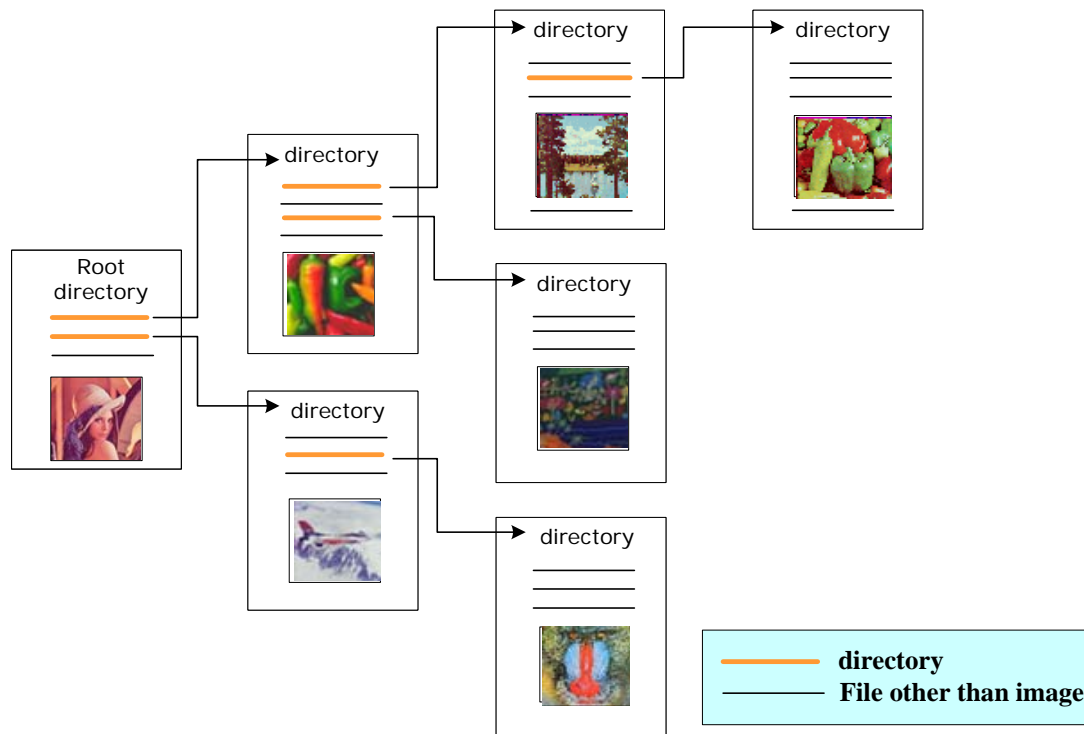 Root
directory
directory
directory
directory
directory
directory
directory
directory
File other than image